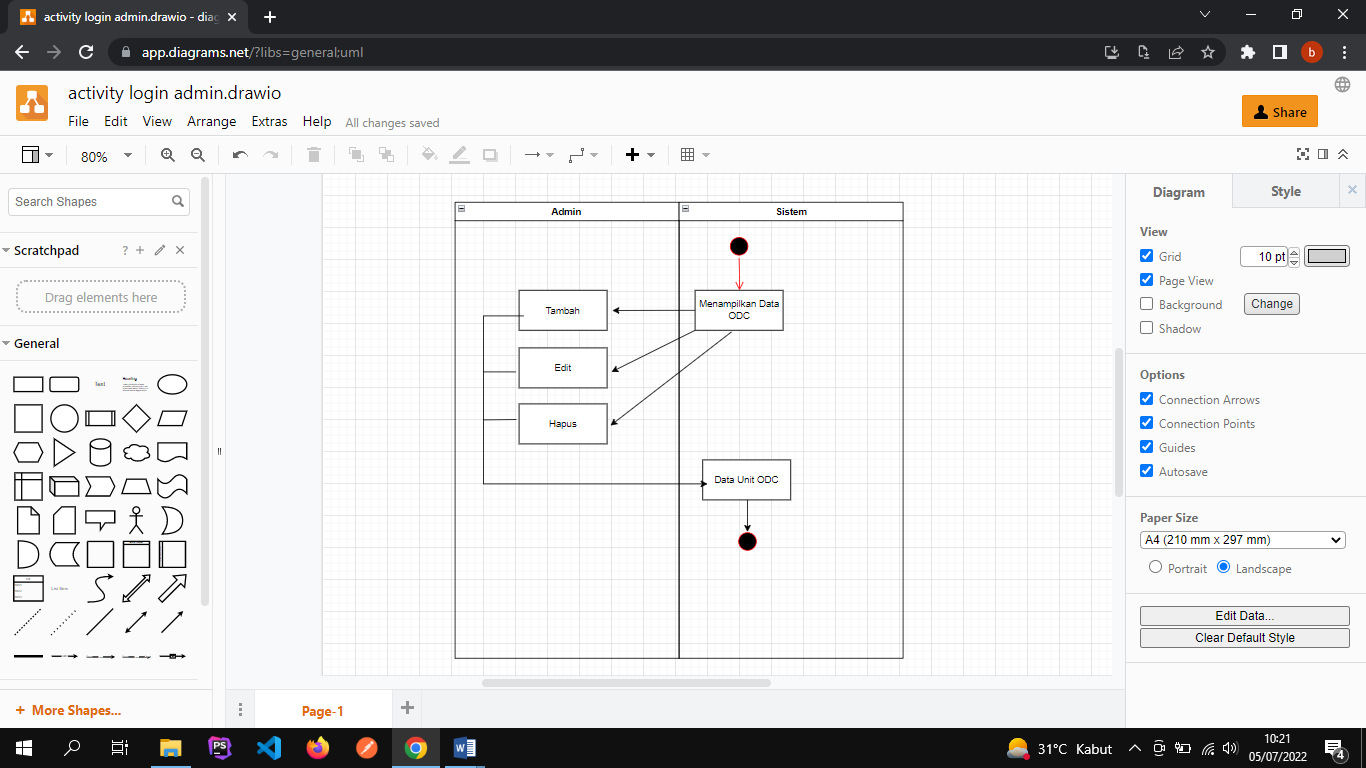 activity login admin.drawio - diag
app.diagrams.net/?libs=general;uml
b
activity login admin.drawio
File Edit View Arrange Extras Help All changes saved
Share
80%
Search Shapes
Scratchpad
?
Drag elements here
General
Text
Heading
List Item
+ More Shapes...
Admin
Sistem
Menampilkan Data
ODC
Tambah
Edit
Hapus
Data Unit ODC
Page-1
Diagram
Style
View
Grid
10 pt
Page View
Background
Change
Shadow
Options
Connection Arrows
Connection Points
Guides
Autosave
Paper Size
A4 (210 mm x 297 mm)
Portrait
Landscape
Edit Data...
Clear Default Style
PS
31°C Kabut
10:21
05/07/2022
4